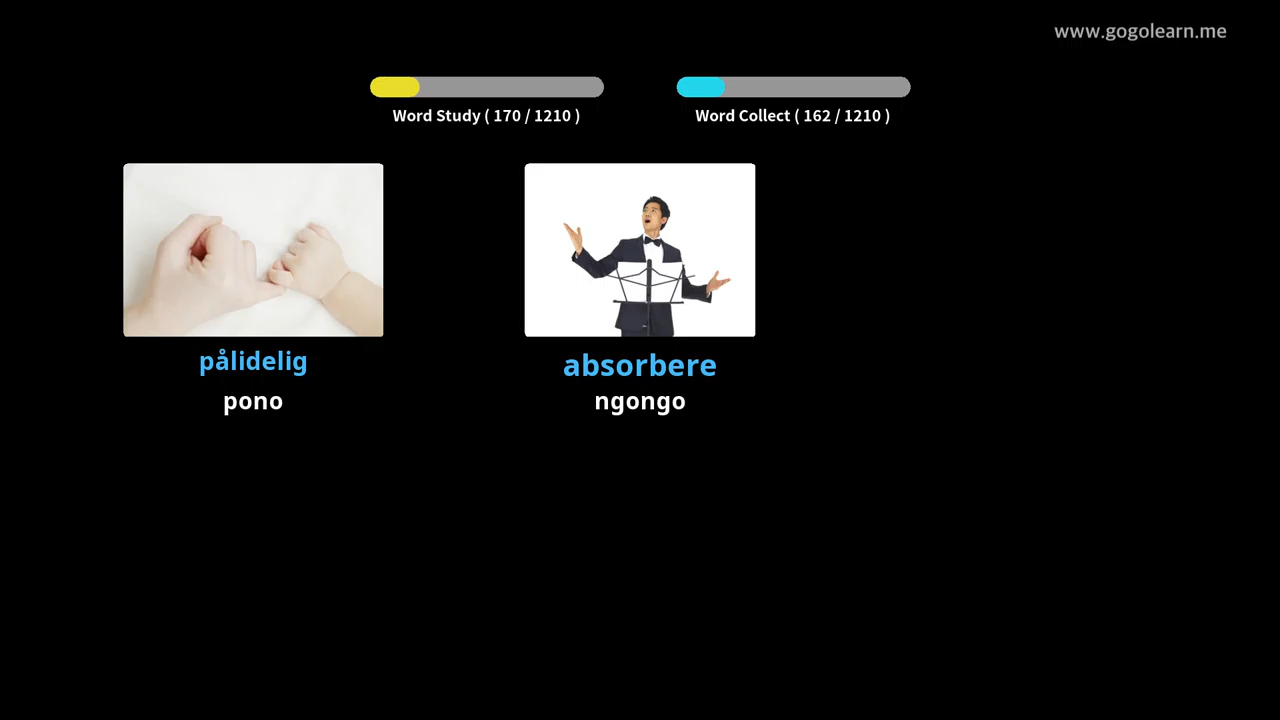 www.gogolearn.me
Word Study ( 170 / 1210 )
Word Collect ( 162 / 1210 )
pålidelig
pono
absorbere
ngongo